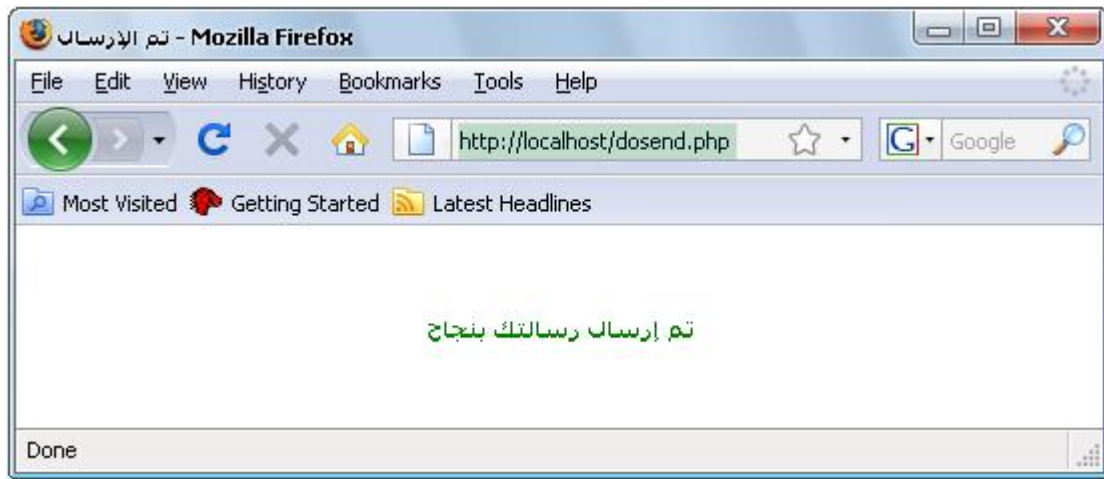 تم الإرسال - Mozilla Firefox
File Edit View History Bookmarks Tools Help
http://localhost/dosend.php G Google
Most Visited Getting Started Latest Headlines
تم إرسال رسالتك بنجاح
Done